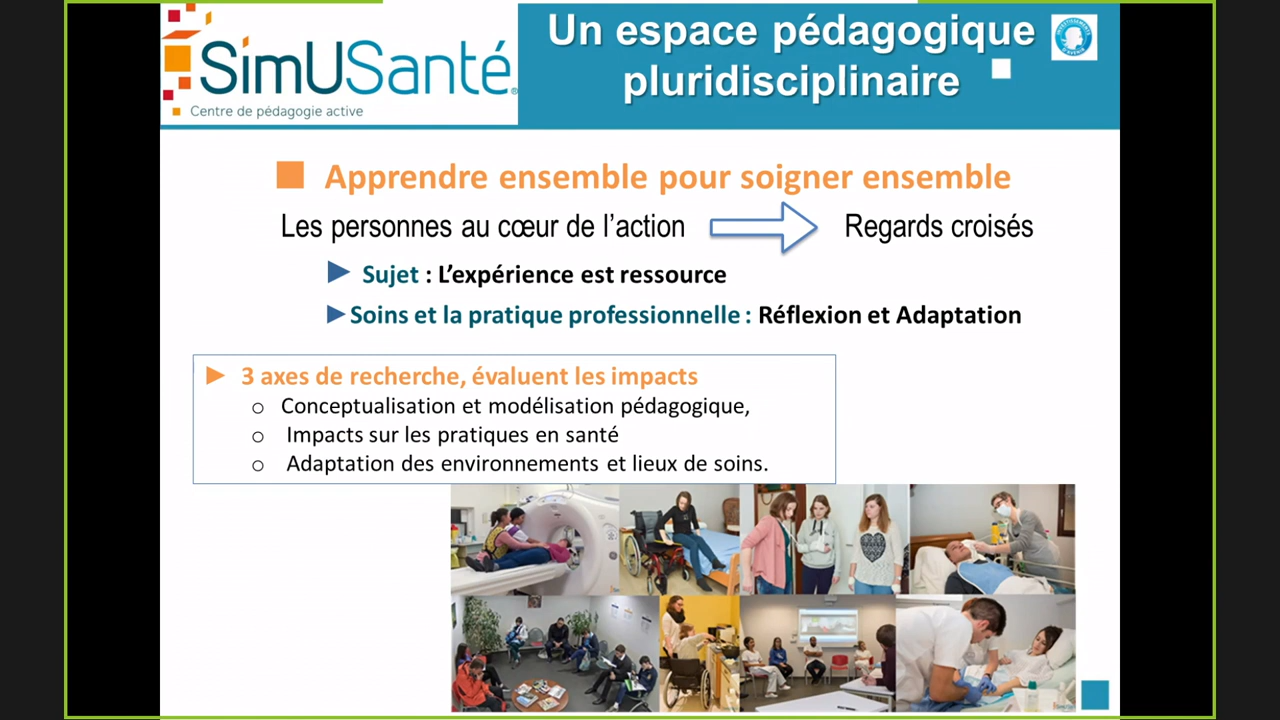 SimUSanté®
Centre de pédagogie active
Un espace pédagogique
pluridisciplinaire
INVESTISSEMENTS D'AVENIR
Apprendre ensemble pour soigner ensemble
Les personnes au cœur de l’action
Regards croisés
Sujet : L’expérience est ressource
Soins et la pratique professionnelle : Réflexion et Adaptation
3 axes de recherche, évaluent les impacts
o Conceptualisation et modélisation pédagogique,
o Impacts sur les pratiques en santé
o Adaptation des environnements et lieux de soins.